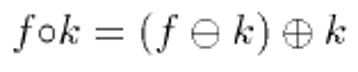 f∘k = (f ⊖ k) ⊕ k